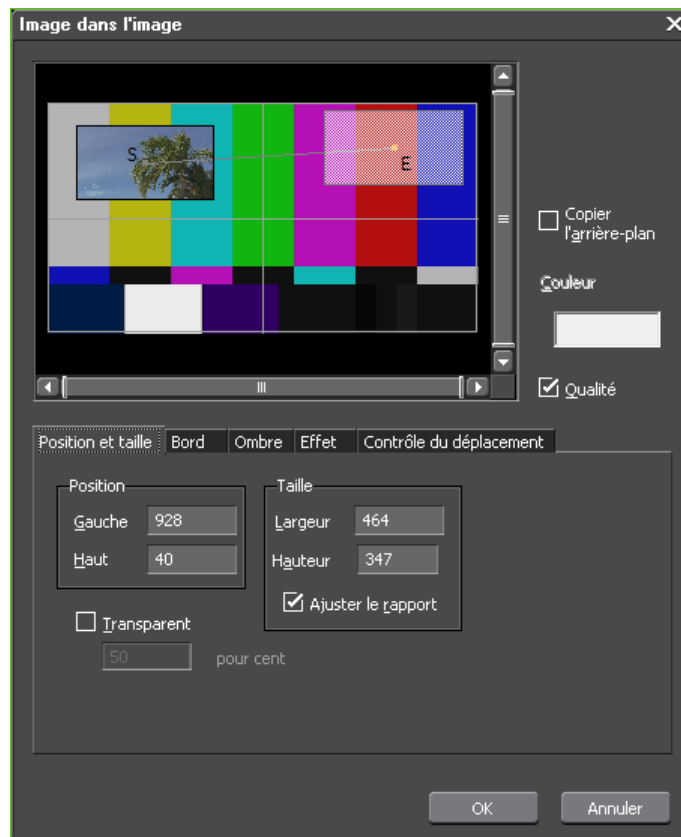 Image dans l'image
S
E
Copier
l'arrière-plan
Couleur
Qualité
Position et taille Bord Ombre Effet Contrôle du déplacement
Position
Gauche 928
Haut 40
Taille
Largeur 464
Hauteur 347
Ajuster le rapport
Transparent
50 pour cent
OK Annuler